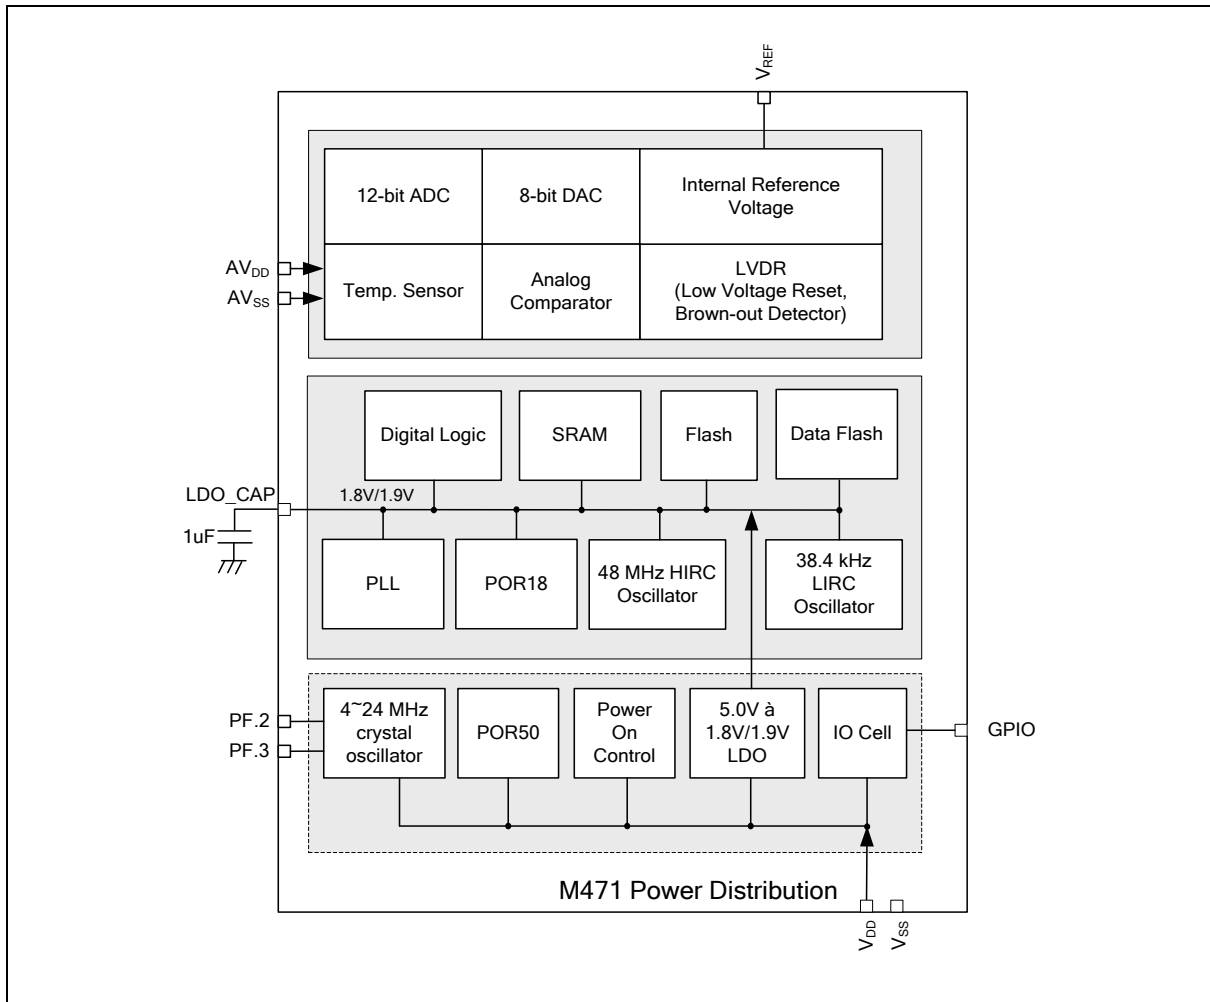 VREF
12-bit ADC
8-bit DAC
Internal Reference
Voltage
AVDD
AVSS
Temp. Sensor
Analog
Comparator
LVDR
(Low Voltage Reset,
Brown-out Detector)
Digital Logic
SRAM
Flash
Data Flash
LDO_CAP
1.8V/1.9V
1uF
PLL
POR18
48 MHz HIRC
Oscillator
38.4 kHz
LIRC
Oscillator
PF.2
PF.3
4~24 MHz
crystal
oscillator
POR50
Power
On
Control
5.0V à
1.8V/1.9V
LDO
IO Cell
GPIO
M471 Power Distribution
VDD
VSS